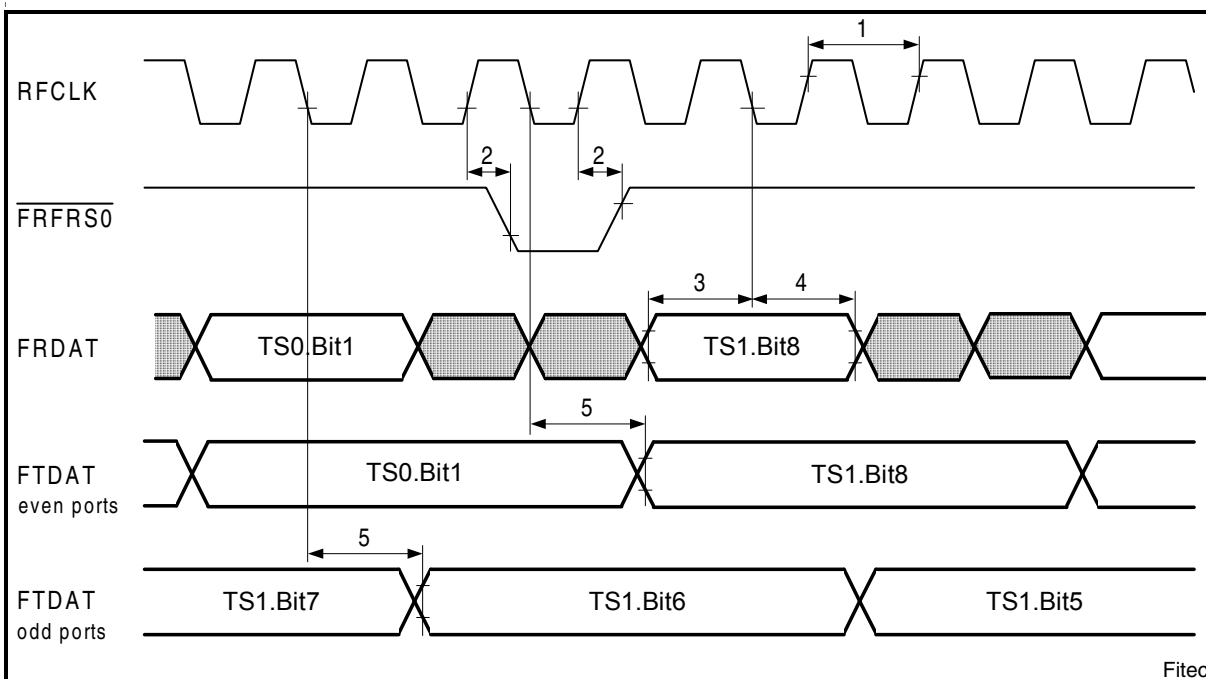 1
RFCLK
2 2
FRFRS0
3 4
FRDAT TS0.Bit1 TS1.Bit8
5
FTDAT TS0.Bit1 TS1.Bit8
even ports
5
FTDAT TS1.Bit7 TS1.Bit6 TS1.Bit5
odd ports